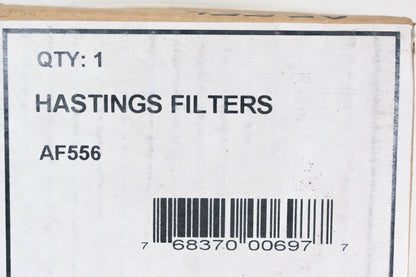 QTY: 1
HASTINGS FILTERS
AF556
7 68370 00697 7